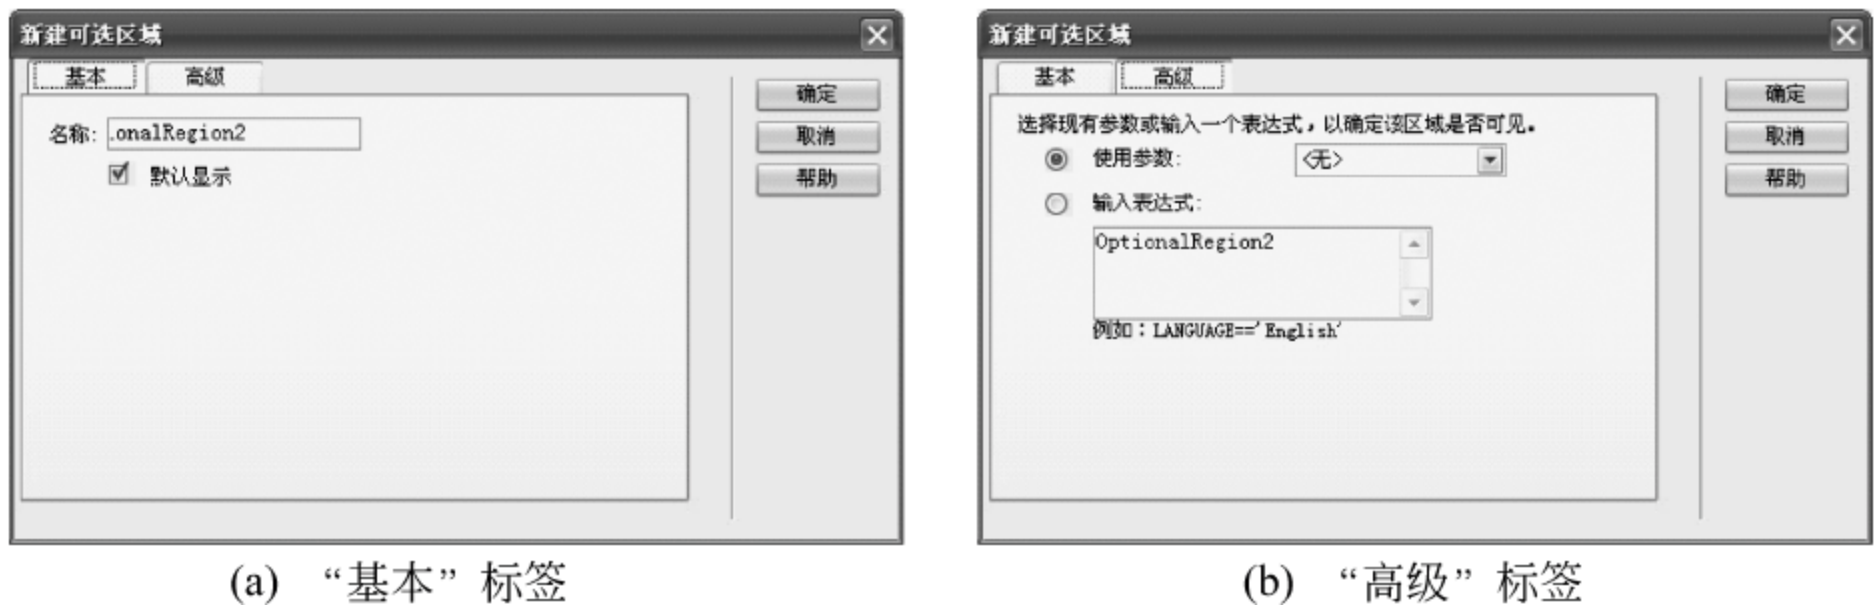 新建可选区域
基本 高级
名称: .onalRegion2
默认显示
确定
取消
帮助
(a) “基本”标签
新建可选区域
基本 高级
选择现有参数或输入一个表达式，以确定该区域是否可见。
使用参数: <无>
输入表达式:
OptionalRegion2
例如：LANGUAGE=='English'
确定
取消
帮助
(b) “高级”标签